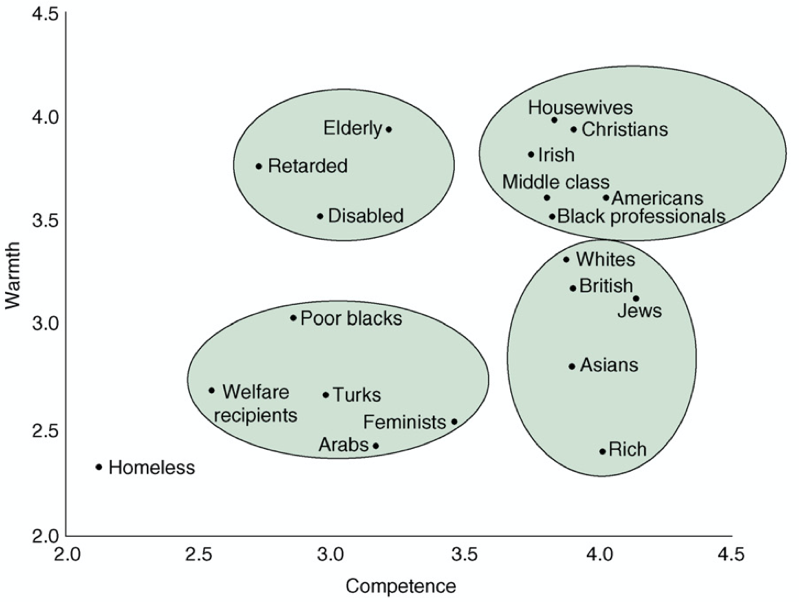 4.5
4.0
3.5
3.0
2.5
2.0
Warmth
Housewives
Christians
Elderly
Irish
Retarded
Middle class
Americans
Disabled
Black professionals
Whites
British
Jews
Poor blacks
Asians
Welfare
recipients
Turks
Feminists
Arabs
Rich
Homeless
2.0
2.5
3.0
3.5
4.0
4.5
Competence